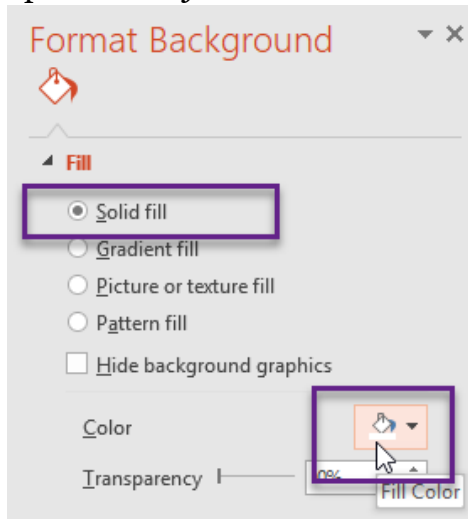 Format Background
Fill
Solid fill
Gradient fill
Picture or texture fill
Pattern fill
Hide background graphics
Color
Transparency
Fill Color